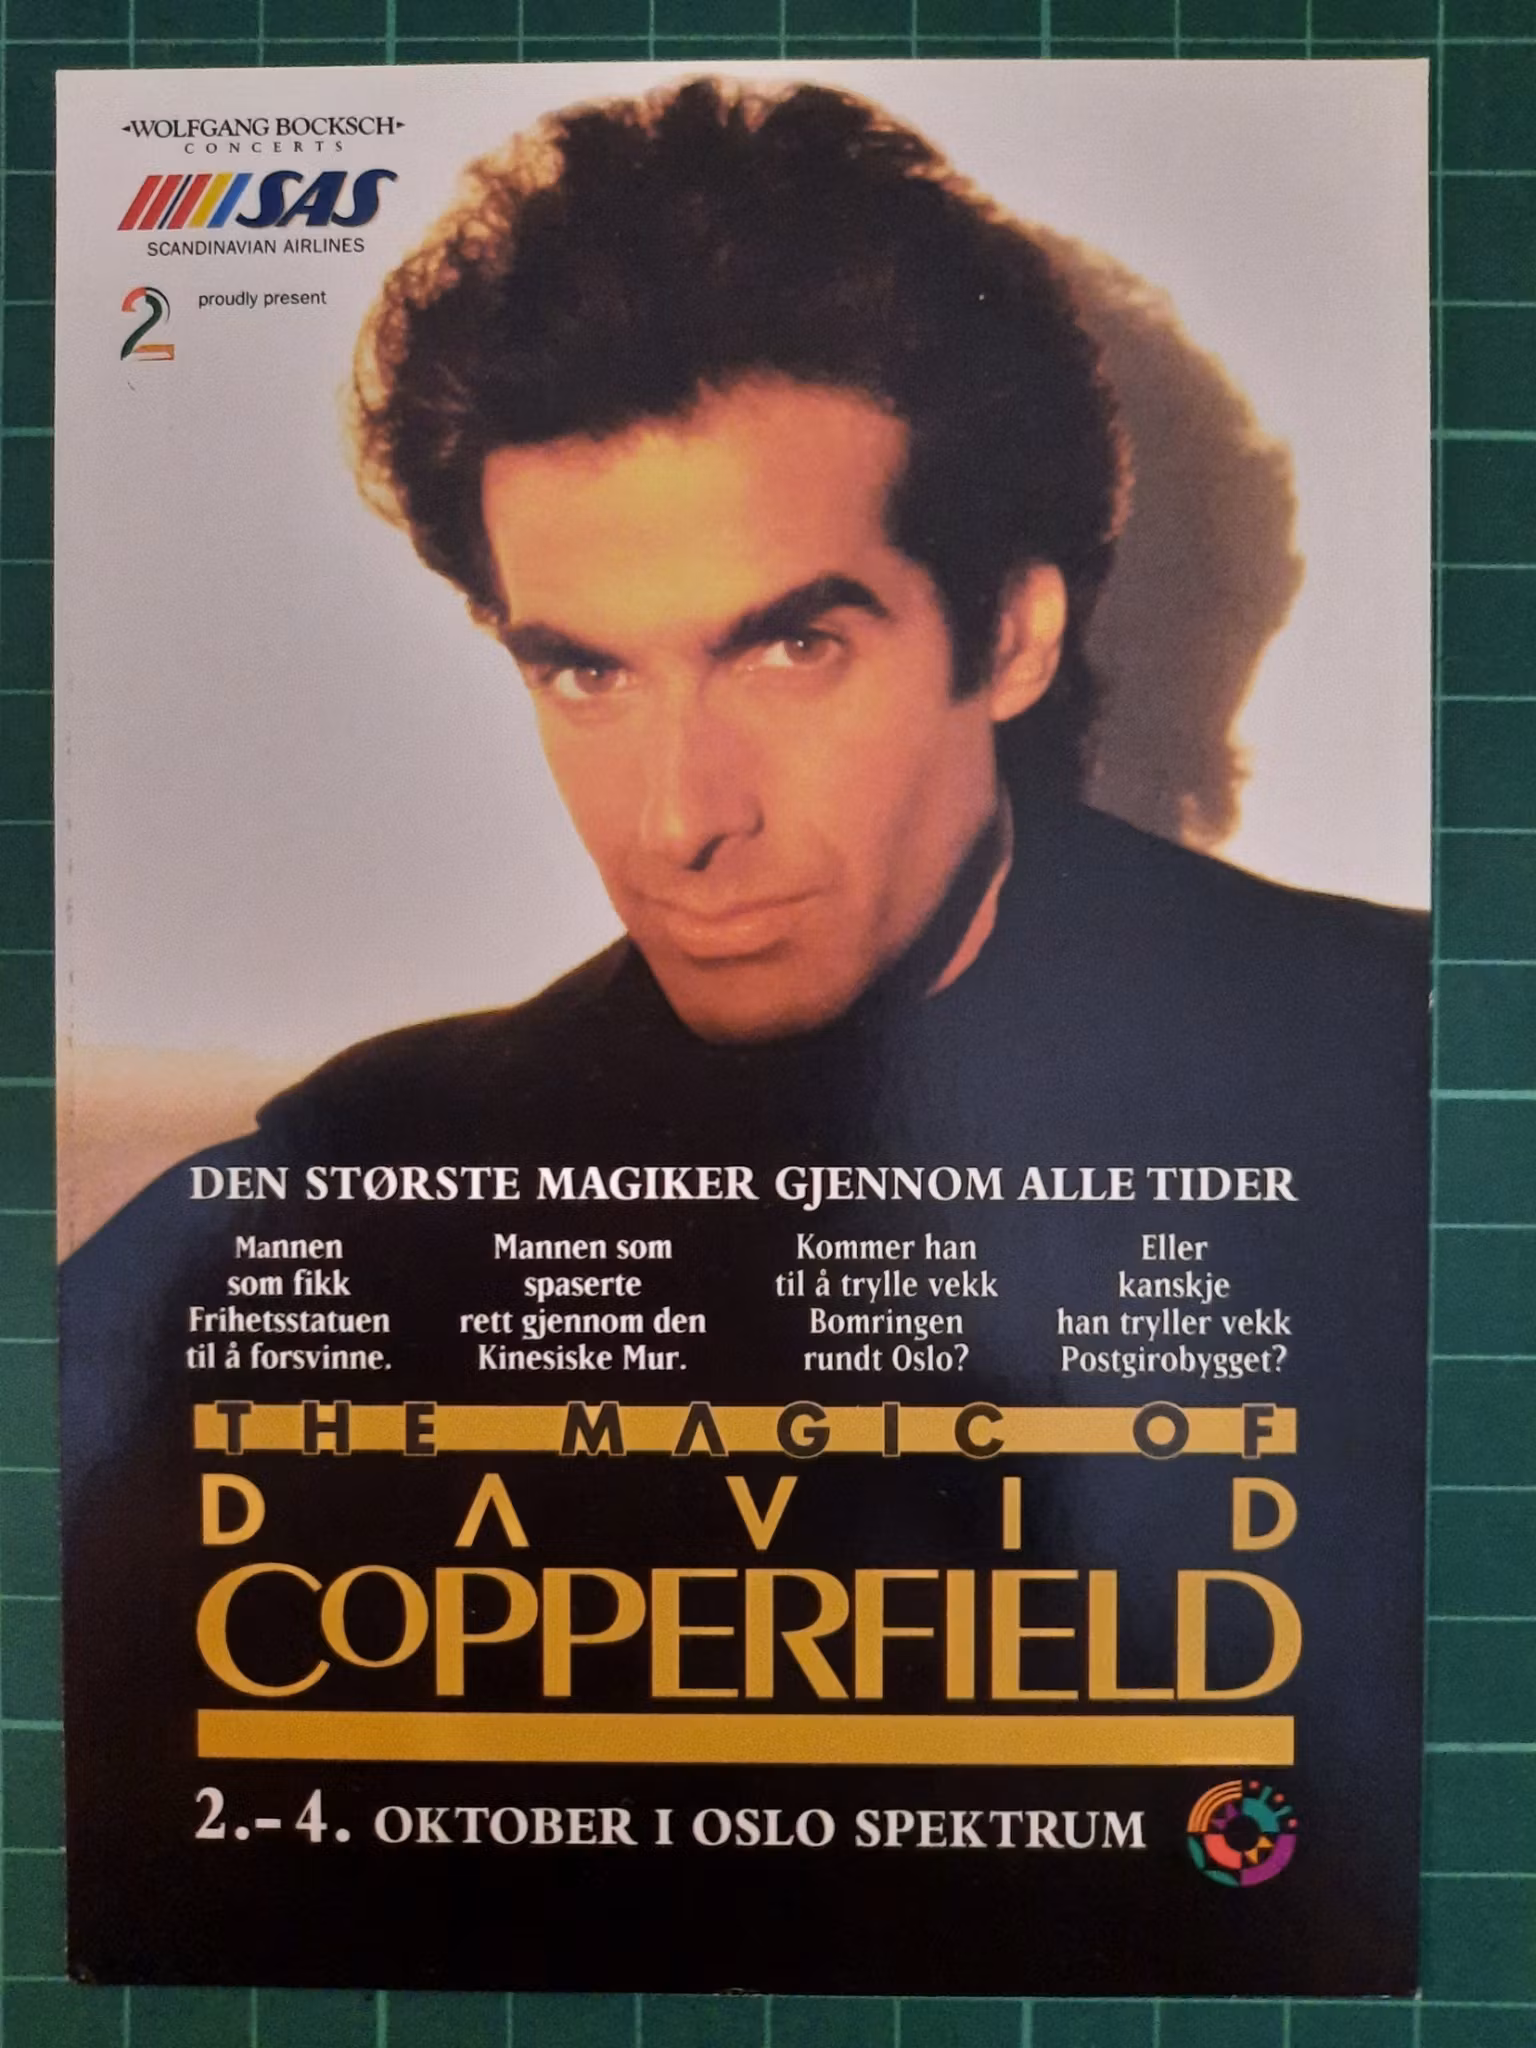 WOLFGANG BOCKSCH
CONCERTS
SAS
SCANDINAVIAN AIRLINES
2 proudly present
DEN STØRSTE MAGIKER GJENNOM ALLE TIDER
Mannen
som fikk
Frihetsstatuen
til å forsvinne.
Mannen som
spaserte
rett gjennom den
Kinesiske Mur.
Kommer han
til å trylle vekk
Bomringen
rundt Oslo?
Eller
kanskje
han tryller vekk
Postgirobygget?
THE MAGIC OF
DAVID
COPPERFIELD
2.-4. OKTOBER I OSLO SPEKTRUM